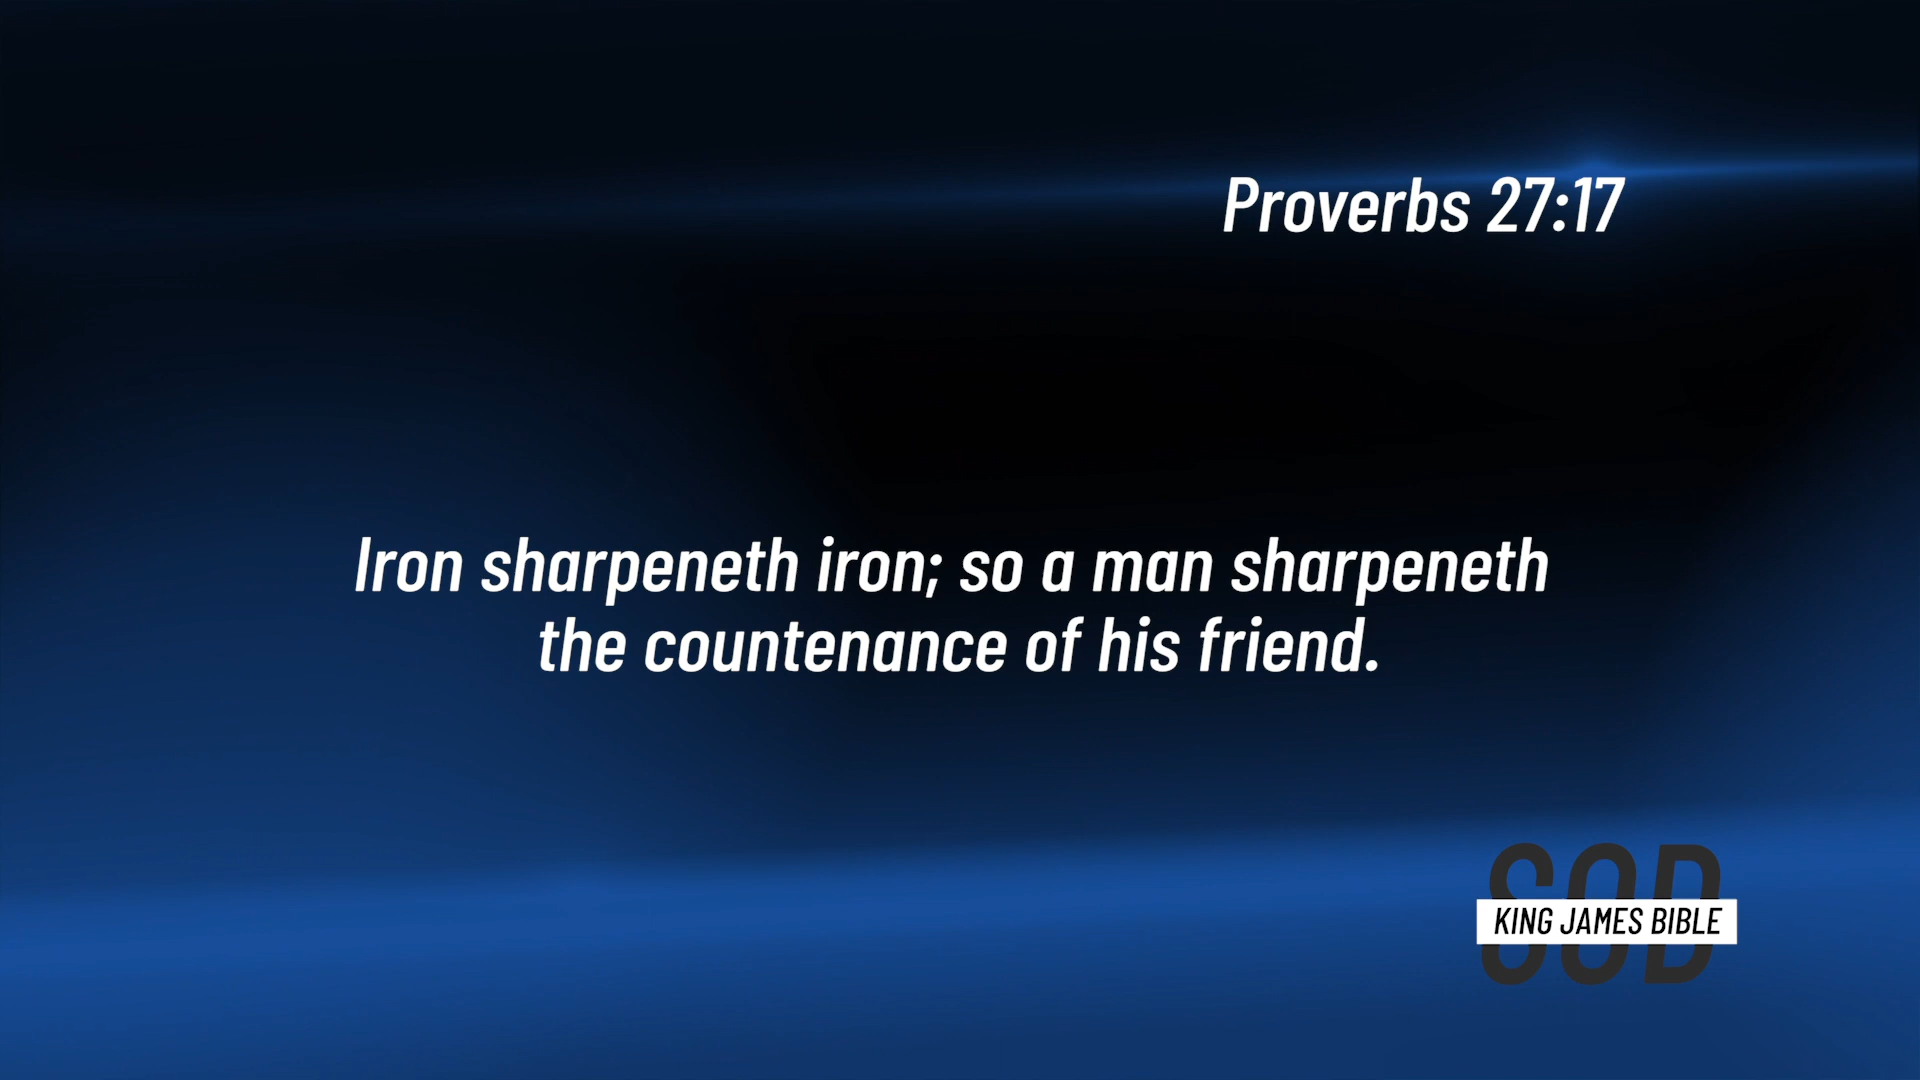 Proverbs 27:17
Iron sharpeneth iron; so a man sharpeneth
the countenance of his friend.
SOD
KING JAMES BIBLE